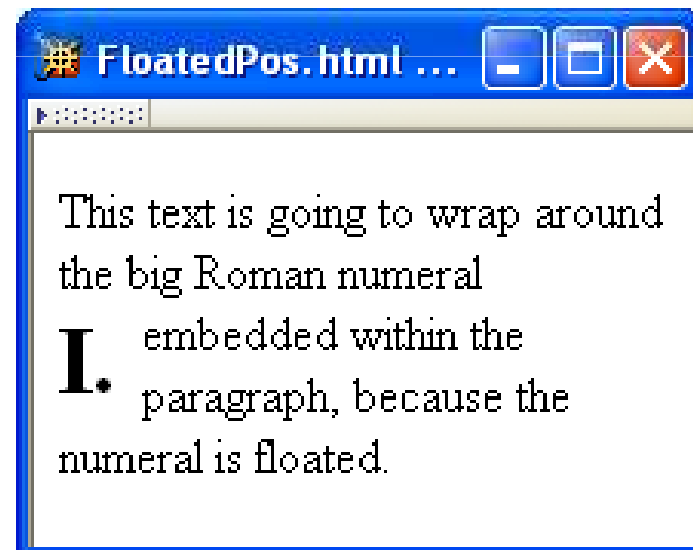 FloatedPos.html ...
This text is going to wrap around
the big Roman numeral
I. embedded within the
paragraph, because the
numeral is floated.